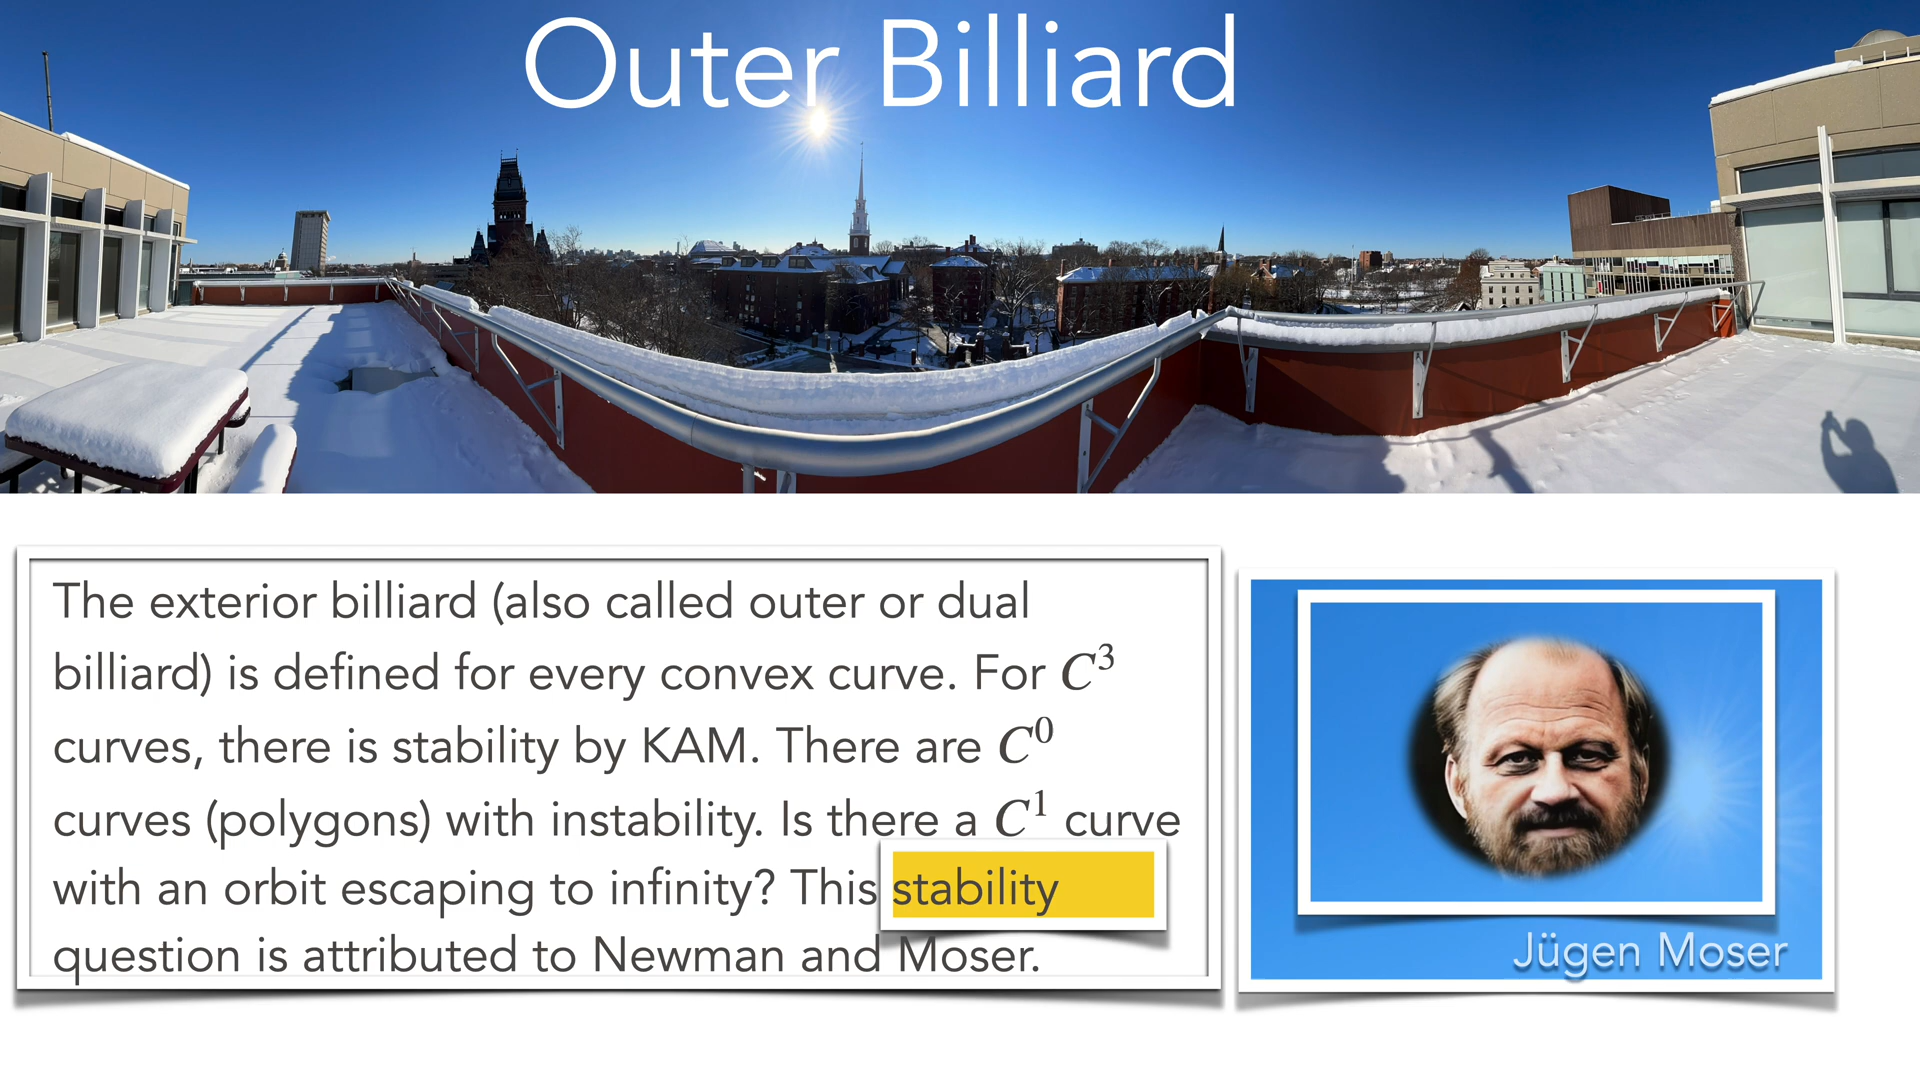 Outer Billiard
The exterior billiard (also called outer or dual
billiard) is defined for every convex curve. For C³
curves, there is stability by KAM. There are C⁰
curves (polygons) with instability. Is there a C¹ curve
with an orbit escaping to infinity? This stability
question is attributed to Newman and Moser.
Jügen Moser